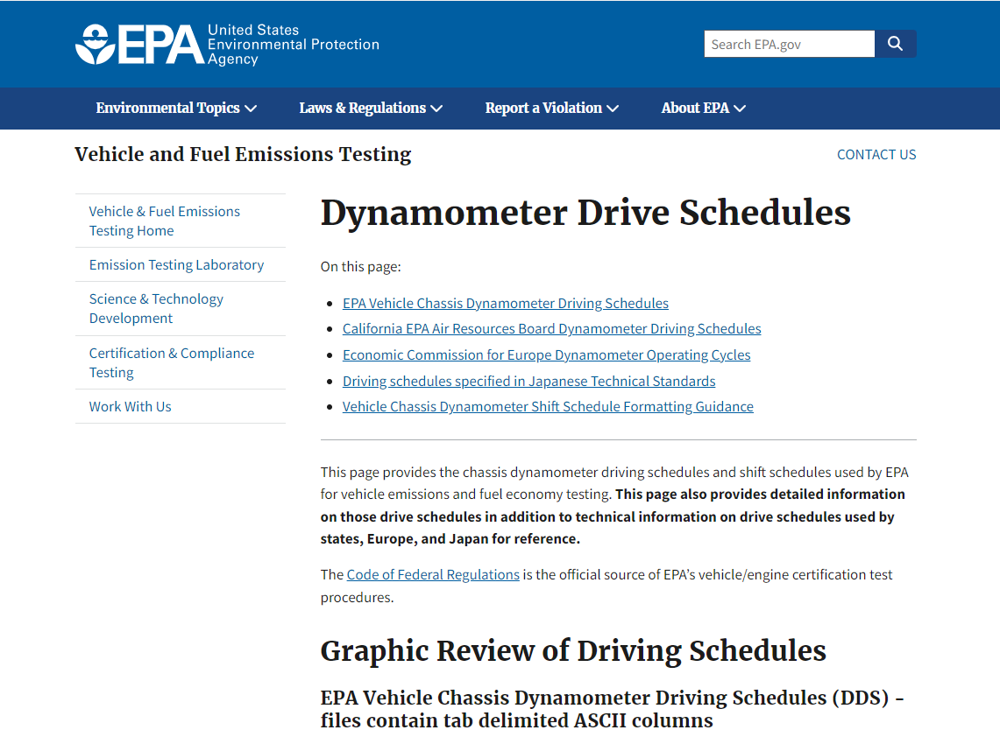 EPA United States
Environmental Protection
Agency
Search EPA.gov
Environmental Topics
Laws & Regulations
Report a Violation
About EPA
Vehicle and Fuel Emissions Testing
CONTACT US
Vehicle & Fuel Emissions
Testing Home
Emission Testing Laboratory
Science & Technology
Development
Certification & Compliance
Testing
Work With Us
Dynamometer Drive Schedules
On this page:
• EPA Vehicle Chassis Dynamometer Driving Schedules
• California EPA Air Resources Board Dynamometer Driving Schedules
• Economic Commission for Europe Dynamometer Operating Cycles
• Driving schedules specified in Japanese Technical Standards
• Vehicle Chassis Dynamometer Shift Schedule Formatting Guidance
This page provides the chassis dynamometer driving schedules and shift schedules used by EPA
for vehicle emissions and fuel economy testing. This page also provides detailed information
on those drive schedules in addition to technical information on drive schedules used by
states, Europe, and Japan for reference.
The Code of Federal Regulations is the official source of EPA’s vehicle/engine certification test
procedures.
Graphic Review of Driving Schedules
EPA Vehicle Chassis Dynamometer Driving Schedules (DDS) -
files contain tab delimited ASCII columns